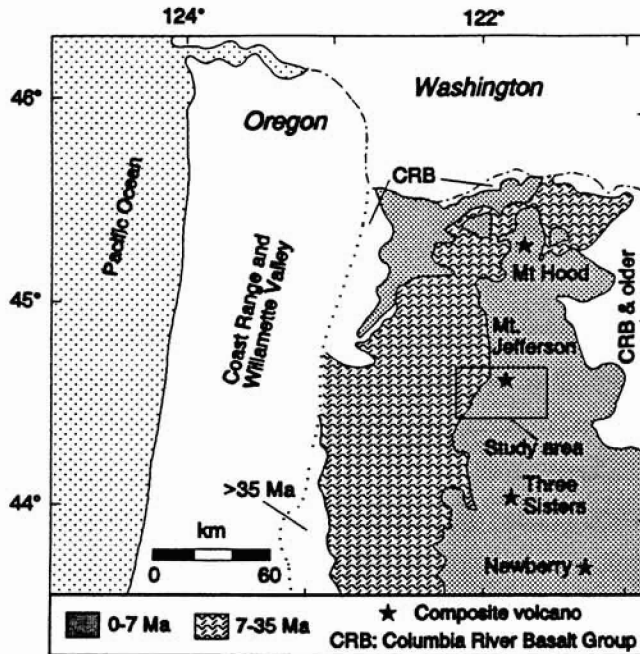 124°
122°
46°
Washington
Oregon
CRB
Pacific Ocean
Mt Hood
45°
Coast Range and
Willamette Valley
CRB & older
Mt.
Jefferson
Study area
>35 Ma
Three
Sisters
44°
km
0
60
Newberry
0-7 Ma
7-35 Ma
Composite volcano
CRB: Columbia River Basalt Group